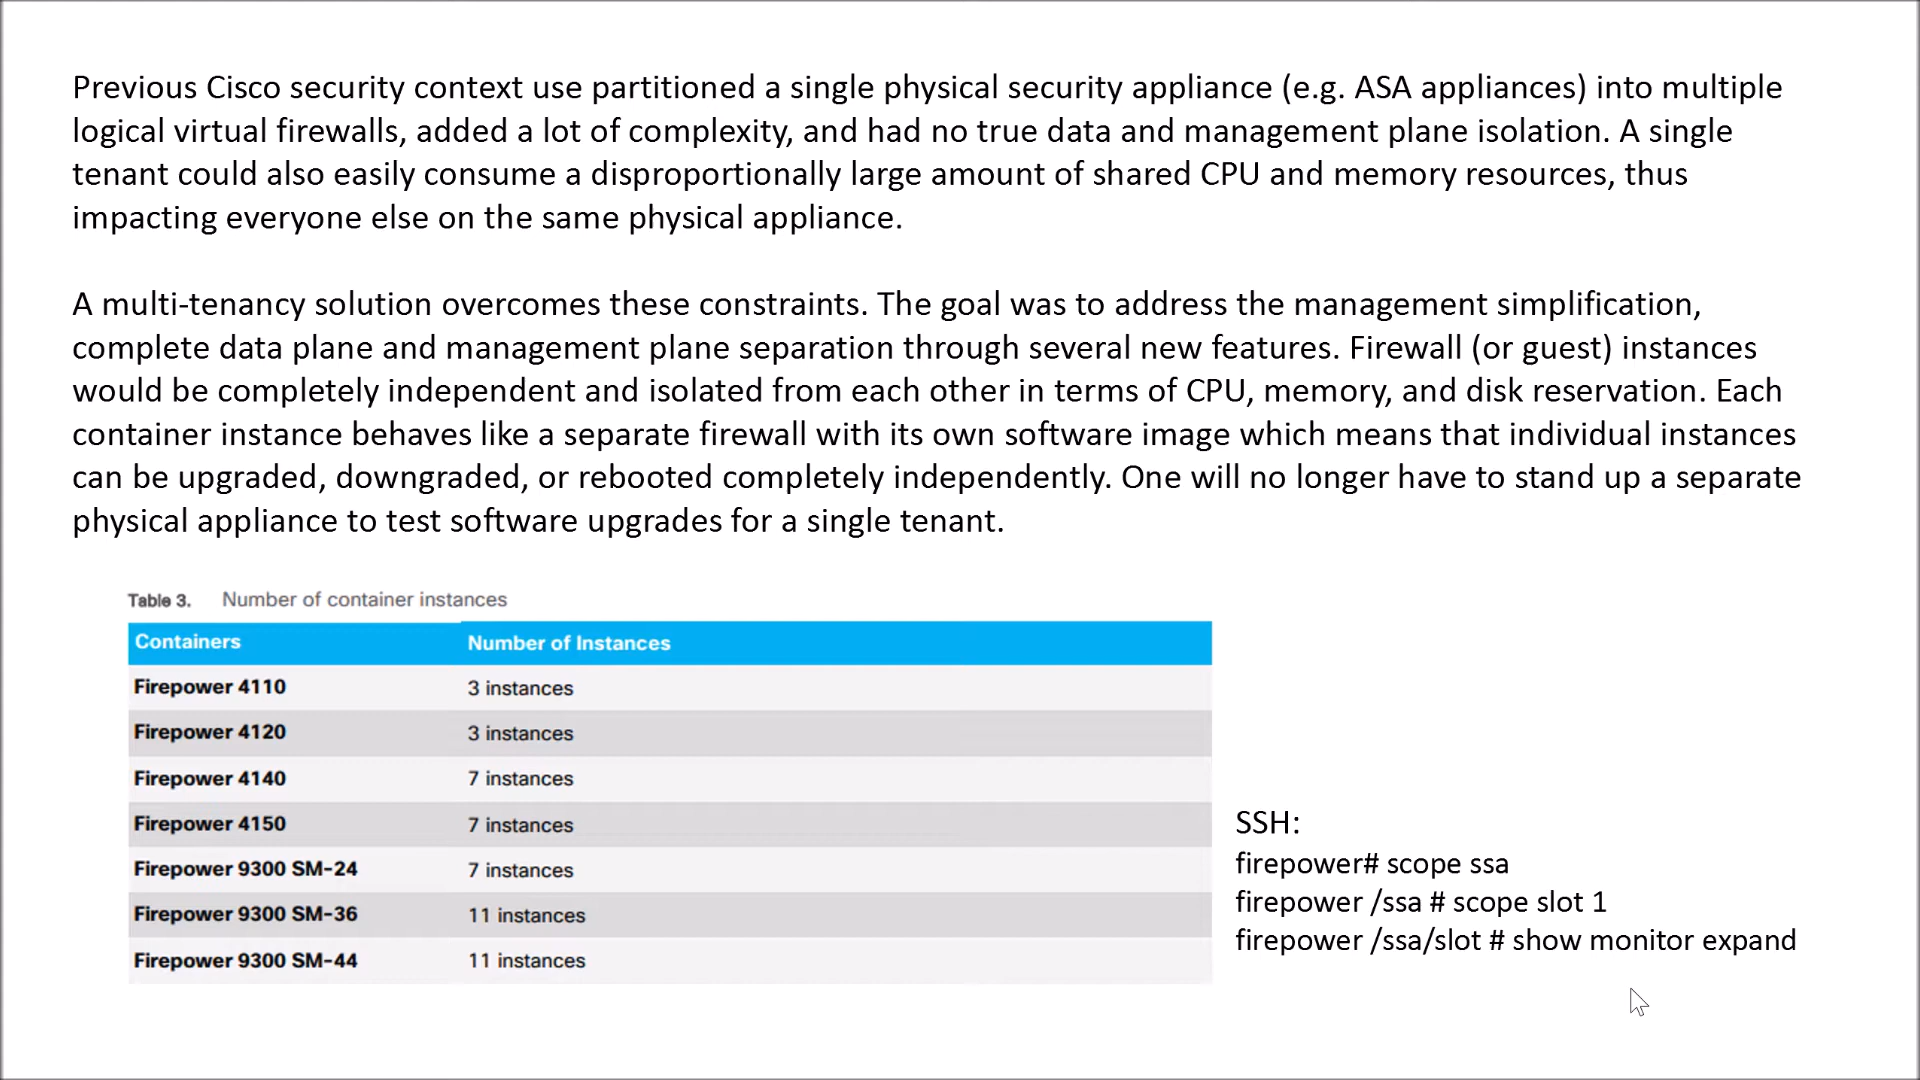 Previous Cisco security context use partitioned a single physical security appliance (e.g. ASA appliances) into multiple
logical virtual firewalls, added a lot of complexity, and had no true data and management plane isolation. A single
tenant could also easily consume a disproportionally large amount of shared CPU and memory resources, thus
impacting everyone else on the same physical appliance.
A multi-tenancy solution overcomes these constraints. The goal was to address the management simplification,
complete data plane and management plane separation through several new features. Firewall (or guest) instances
would be completely independent and isolated from each other in terms of CPU, memory, and disk reservation. Each
container instance behaves like a separate firewall with its own software image which means that individual instances
can be upgraded, downgraded, or rebooted completely independently. One will no longer have to stand up a separate
physical appliance to test software upgrades for a single tenant.
Table 3. Number of container instances
Containers Number of Instances
Firepower 4110 3 instances
Firepower 4120 3 instances
Firepower 4140 7 instances
Firepower 4150 7 instances
Firepower 9300 SM-24 7 instances
Firepower 9300 SM-36 11 instances
Firepower 9300 SM-44 11 instances
SSH:
firepower# scope ssa
firepower /ssa # scope slot 1
firepower /ssa/slot # show monitor expand